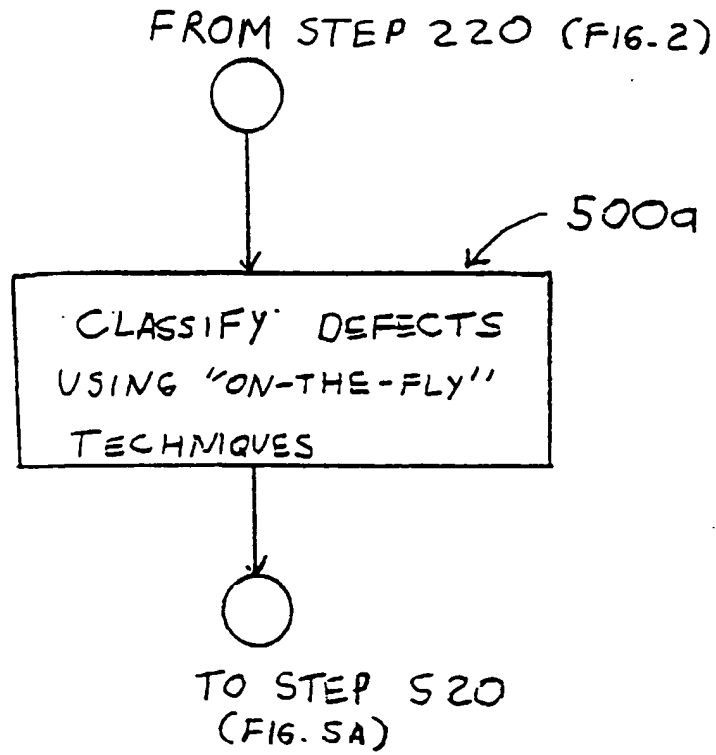 FROM STEP 220 (FIG. 2)
500a
CLASSIFY DEFECTS
USING "ON-THE-FLY"
TECHNIQUES
TO STEP 520
(FIG. 5A)